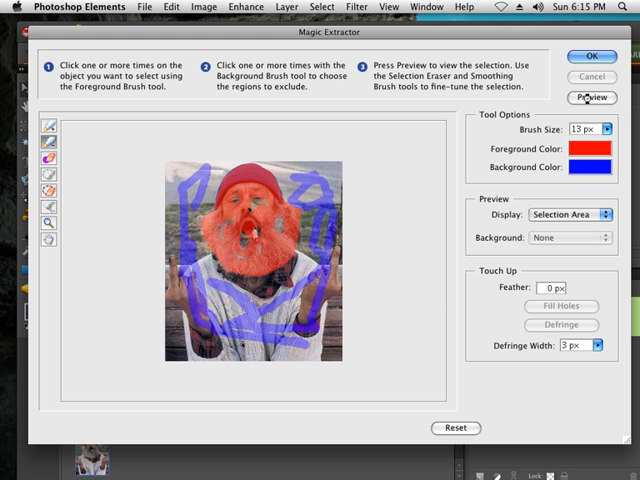 Photoshop Elements File Edit Image Enhance Layer Select Filter View Window Help Sun 6:15 PM
Magic Extractor
1 Click one or more times on the object you want to select using the Foreground Brush tool.
2 Click one or more times with the Background Brush tool to choose the regions to exclude.
3 Press Preview to view the selection. Use the Selection Eraser and Smoothing Brush tools to fine-tune the selection.
OK
Cancel
Preview
Tool Options
Brush Size: 13 px
Foreground Color:
Background Color:
Preview
Display: Selection Area
Background: None
Touch Up
Feather: 0 px
Fill Holes
Defringe
Defringe Width: 3 px
Reset
Lock: